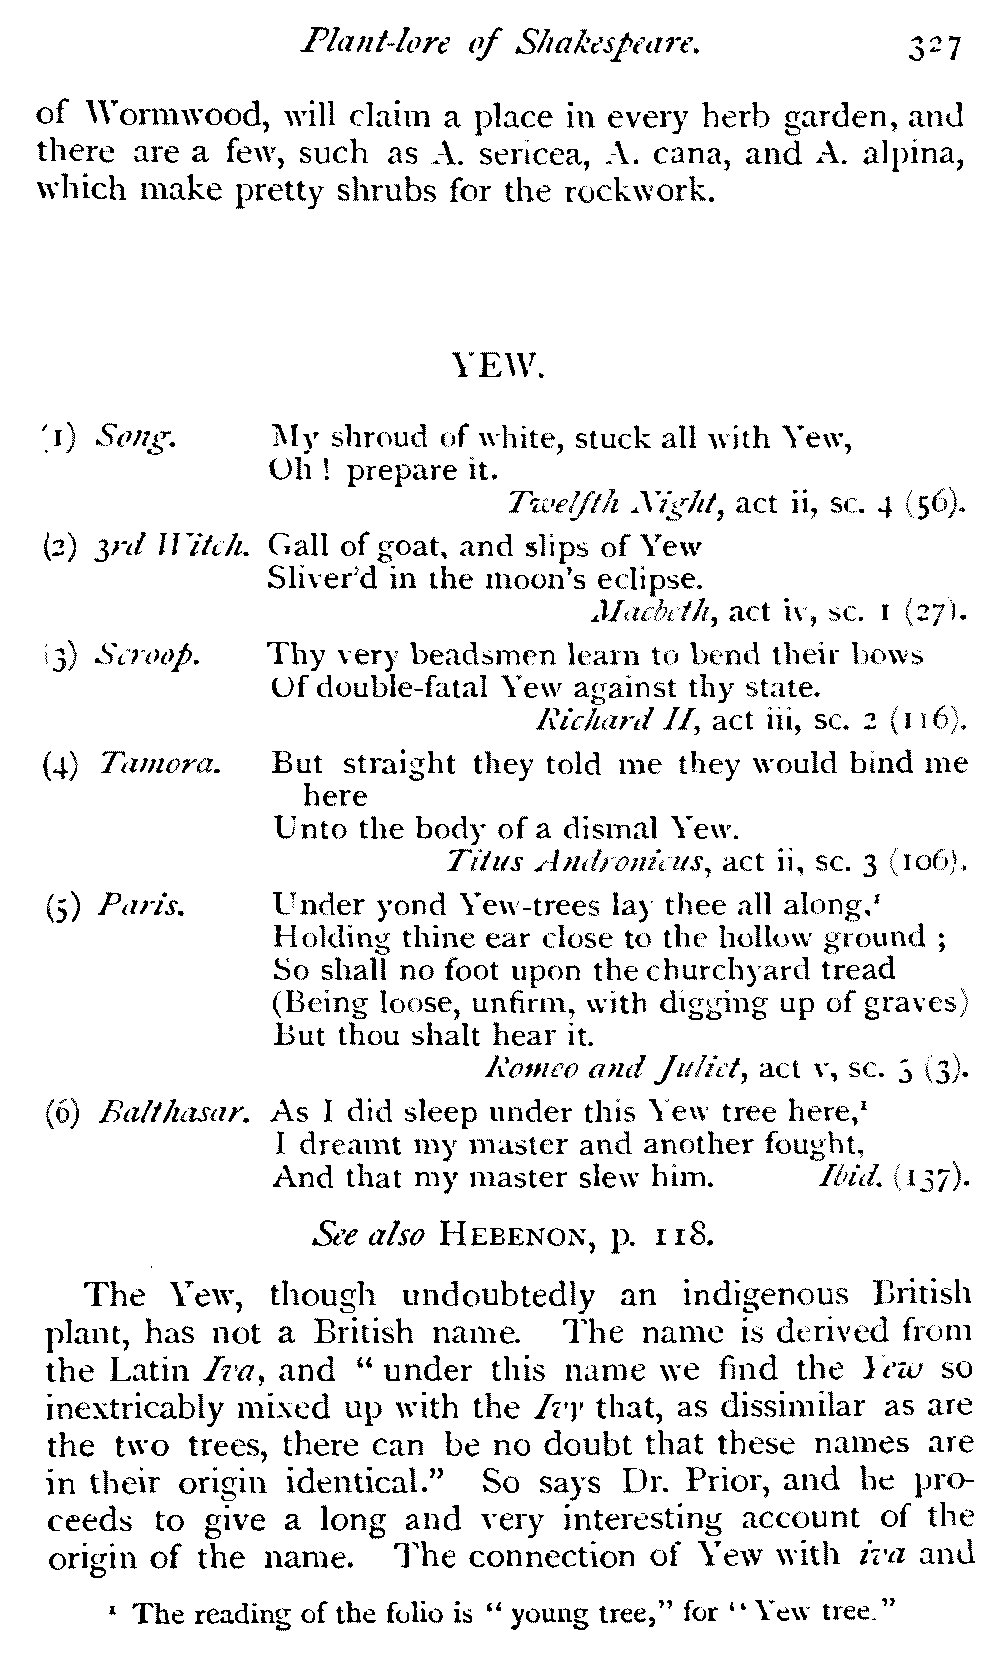 Plant-lore of Shakespeare. 327
of Wormwood, will claim a place in every herb garden, and
there are a few, such as A. sericea, A. cana, and A. alpina,
which make pretty shrubs for the rockwork.
YEW.
(1) Song. My shroud of white, stuck all with Yew,
Oh ! prepare it.
Twelfth Night, act ii, sc. 4 (56).
(2) 3rd Witch. Gall of goat, and slips of Yew
Sliver'd in the moon's eclipse.
Macbeth, act iv, sc. 1 (27).
(3) Scroop. Thy very beadsmen learn to bend their bows
Of double-fatal Yew against thy state.
Richard II, act iii, sc. 2 (116).
(4) Tamora. But straight they told me they would bind me
here
Unto the body of a dismal Yew.
Titus Andronicus, act ii, sc. 3 (106).
(5) Paris. Under yond Yew-trees lay thee all along,¹
Holding thine ear close to the hollow ground ;
So shall no foot upon the churchyard tread
(Being loose, unfirm, with digging up of graves)
But thou shalt hear it.
Romeo and Juliet, act v, sc. 3 (3).
(6) Balthasar. As I did sleep under this Yew tree here,¹
I dreamt my master and another fought,
And that my master slew him. Ibid. (137).
See also HEBENON, p. 118.
The Yew, though undoubtedly an indigenous British
plant, has not a British name. The name is derived from
the Latin Iva, and “ under this name we find the Yew so
inextricably mixed up with the Ivy that, as dissimilar as are
the two trees, there can be no doubt that these names are
in their origin identical.” So says Dr. Prior, and he pro-
ceeds to give a long and very interesting account of the
origin of the name. The connection of Yew with iva and
¹ The reading of the folio is “ young tree,” for “ Yew tree.”